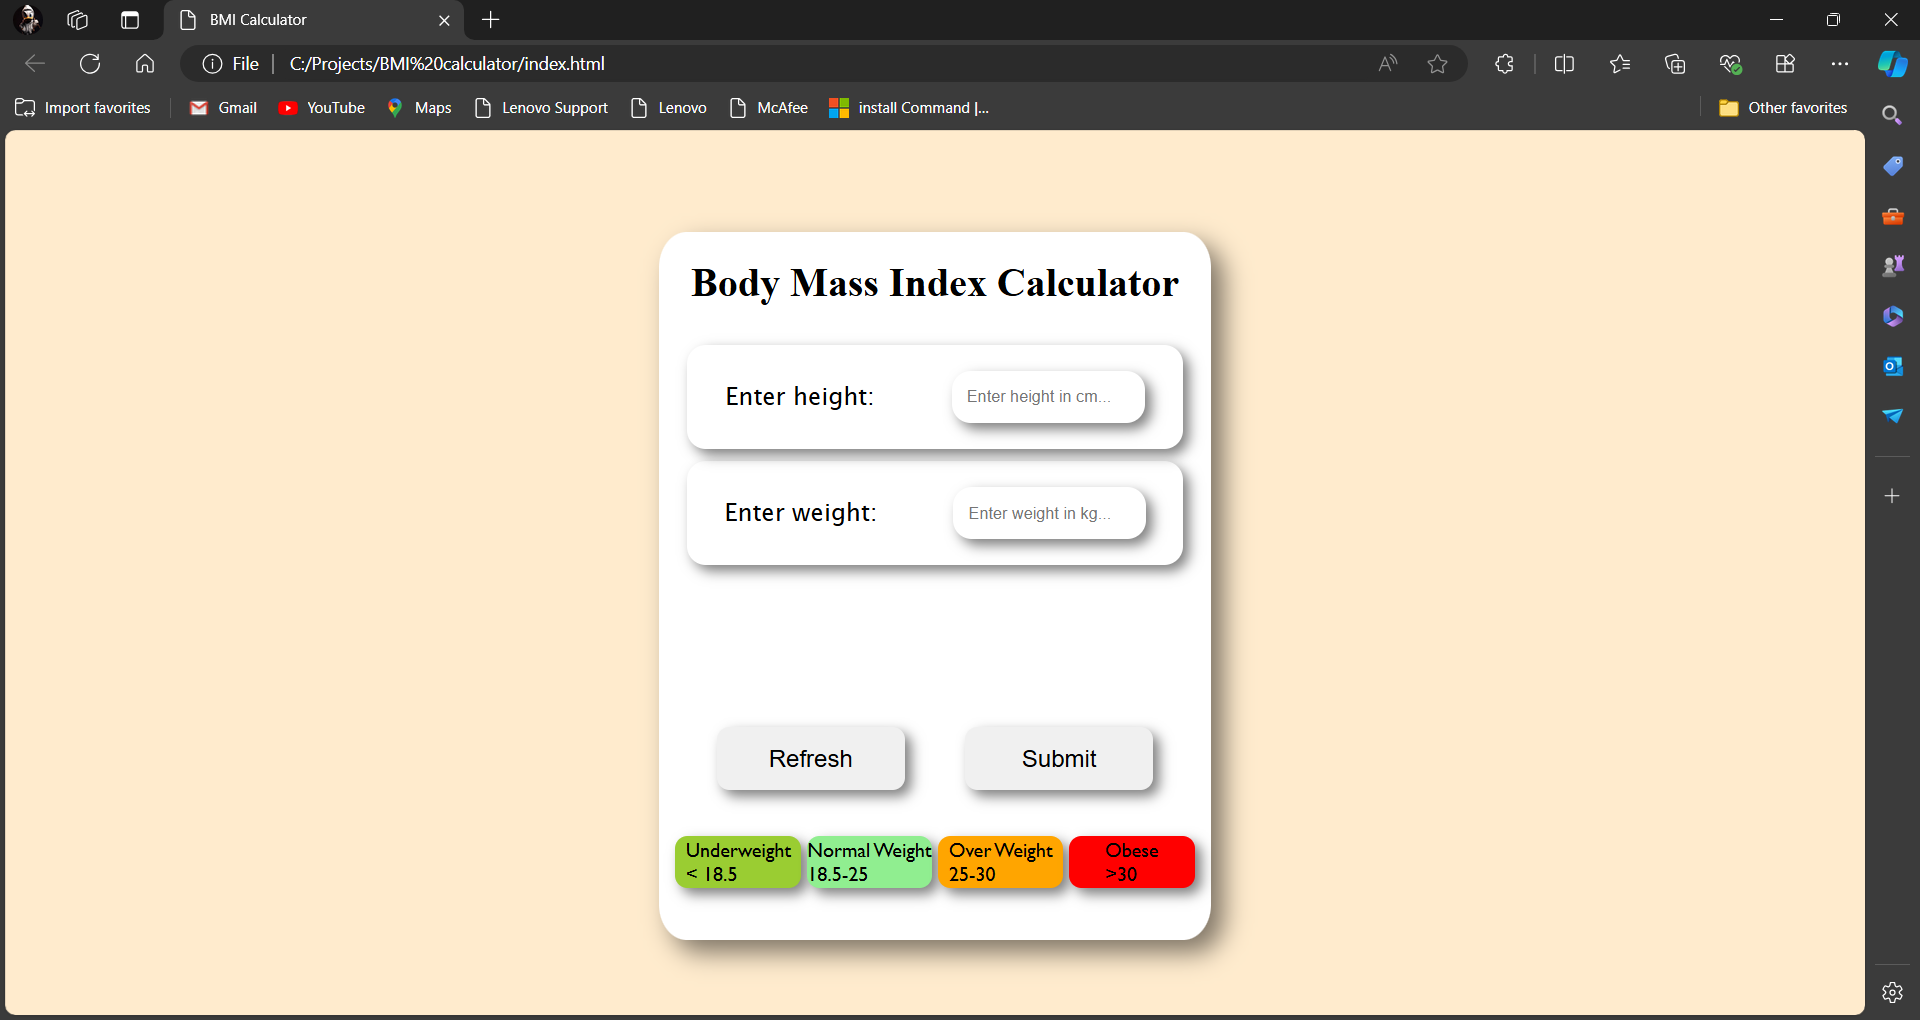 BMI Calculator
File
C:/Projects/BMI%20calculator/index.html
Import favorites
Gmail
YouTube
Maps
Lenovo Support
Lenovo
McAfee
install Command |...
Other favorites
Body Mass Index Calculator
Enter height:
Enter height in cm...
Enter weight:
Enter weight in kg...
Refresh
Submit
Underweight
< 18.5
Normal Weight
18.5-25
Over Weight
25-30
Obese
>30